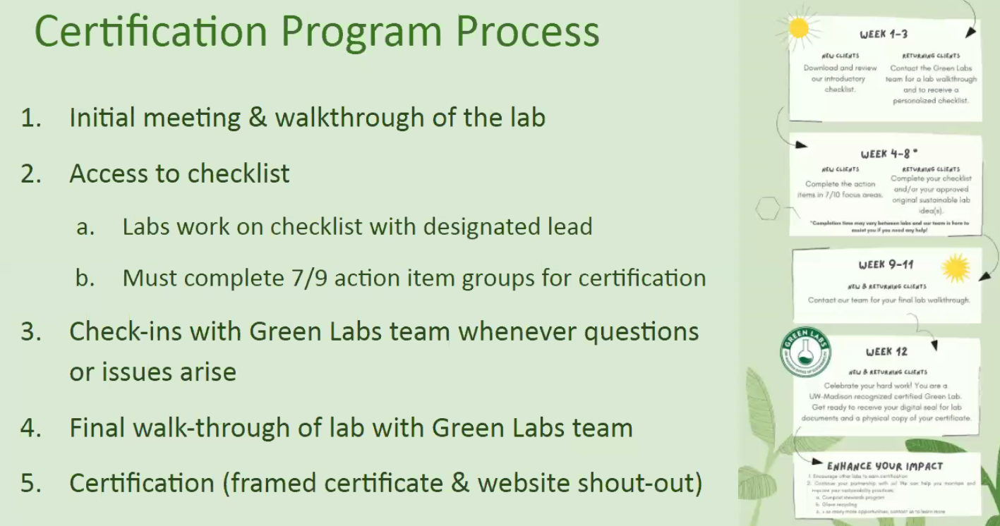 Certification Program Process
1. Initial meeting & walkthrough of the lab
2. Access to checklist
a. Labs work on checklist with designated lead
b. Must complete 7/9 action item groups for certification
3. Check-ins with Green Labs team whenever questions
or issues arise
4. Final walk-through of lab with Green Labs team
5. Certification (framed certificate & website shout-out)
WEEK 1-3
NEW CLIENTS
Download and review
our introductory
checklist.
RETURNING CLIENTS
Contact the Green Labs
team for a lab walkthrough
and to receive a
personalized checklist.
WEEK 4-8*
NEW CLIENTS
Complete the action
items in 7/10 focus areas.
RETURNING CLIENTS
Complete your checklist
and/or your approved
original sustainable lab
idea(s).
*Completion time may vary between labs and our team is here to
assist you if you need any help!
WEEK 9-11
NEW & RETURNING CLIENTS
Contact our team for your final lab walkthrough.
GREEN LABS
WEEK 12
NEW & RETURNING CLIENTS
Celebrate your hard work! You are a
UW-Madison recognized certified Green Lab.
Get ready to receive your digital seal for lab
documents and a physical copy of your certificate.
ENHANCE YOUR IMPACT
1. Encourage other labs to earn certification
2. Continue your partnership with us! We can help you maintain and
improve your sustainability practices:
a. Compost stewards program
b. Glove recycling
c. + so many more opportunities, contact us to learn more